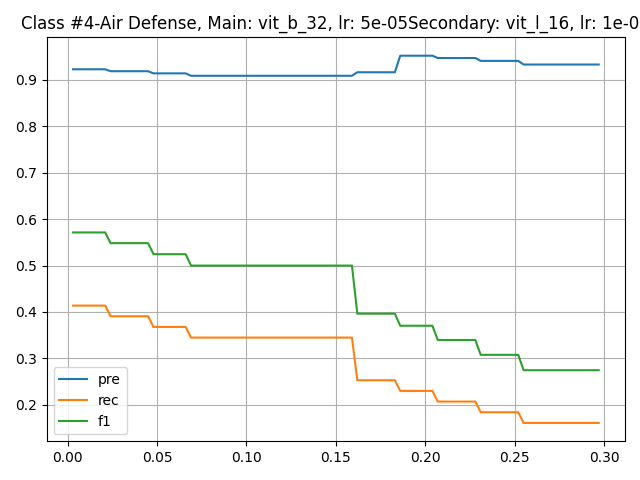 Class #4-Air Defense, Main: vit_b_32, lr: 5e-05Secondary: vit_l_16, lr: 1e-0
0.9
0.8
0.7
0.6
0.5
0.4
0.3
0.2
pre
rec
f1
0.00 0.05 0.10 0.15 0.20 0.25 0.30